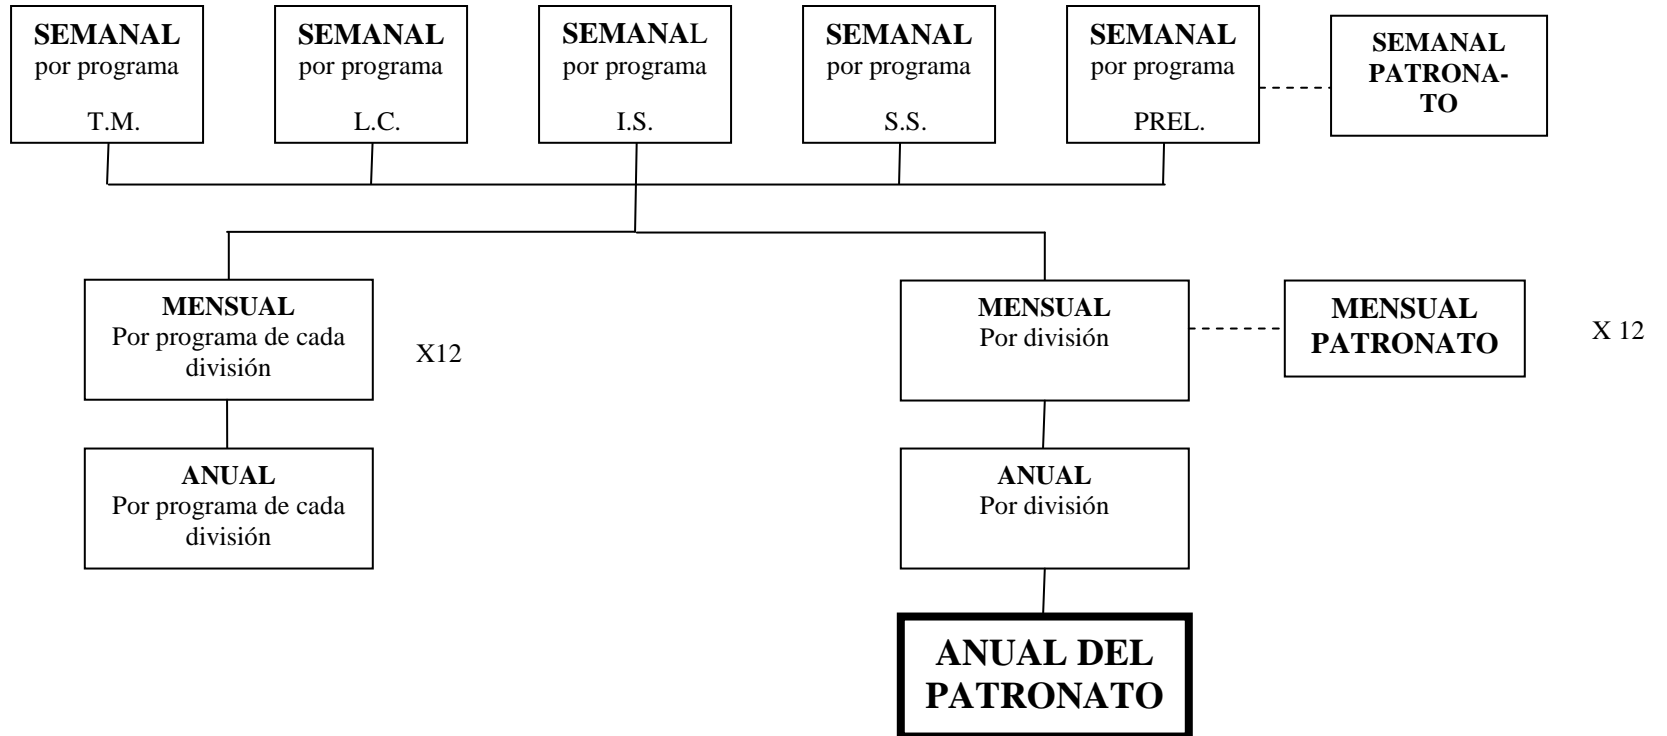 SEMANAL
por programa
T.M.
SEMANAL
por programa
L.C.
SEMANAL
por programa
I.S.
SEMANAL
por programa
S.S.
SEMANAL
por programa
PREL.
SEMANAL
PATRONA-
TO
MENSUAL
Por programa de cada
división
X12
MENSUAL
Por división
MENSUAL
PATRONATO
X 12
ANUAL
Por programa de cada
división
ANUAL
Por división
ANUAL DEL
PATRONATO